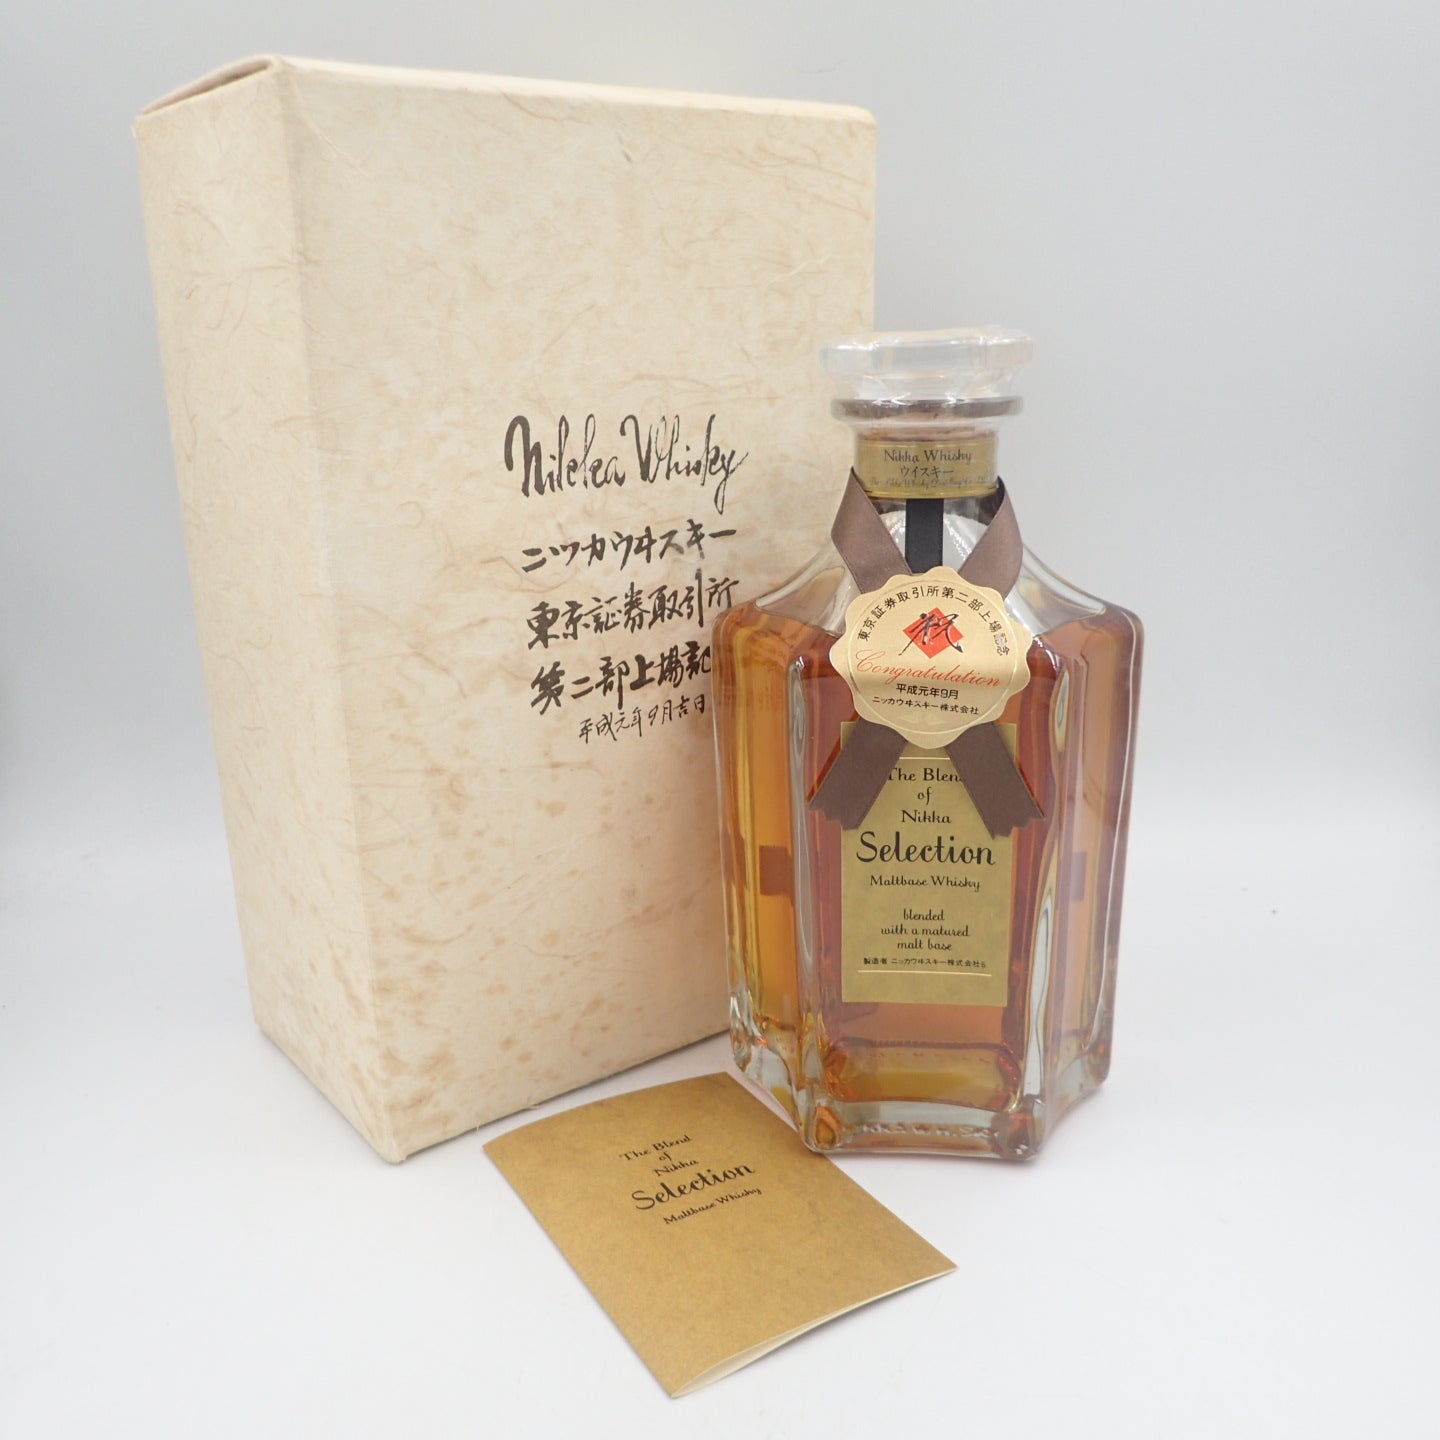 Nikka Whisky
ニッカウヰスキー
東京証券取引所
第二部上場記
平成元年9月吉日
Nikka Whisky
ウイスキー
東京証券取引所第二部上場記念
祝
Congratulation
平成元年9月
ニッカウヰスキー株式会社
The Blend
of
Nikka
Selection
Maltbase Whisky
blended
with a matured
malt base
製造者 ニッカウヰスキー株式会社S
The Blend
of
Nikka
Selection
Maltbase Whisky